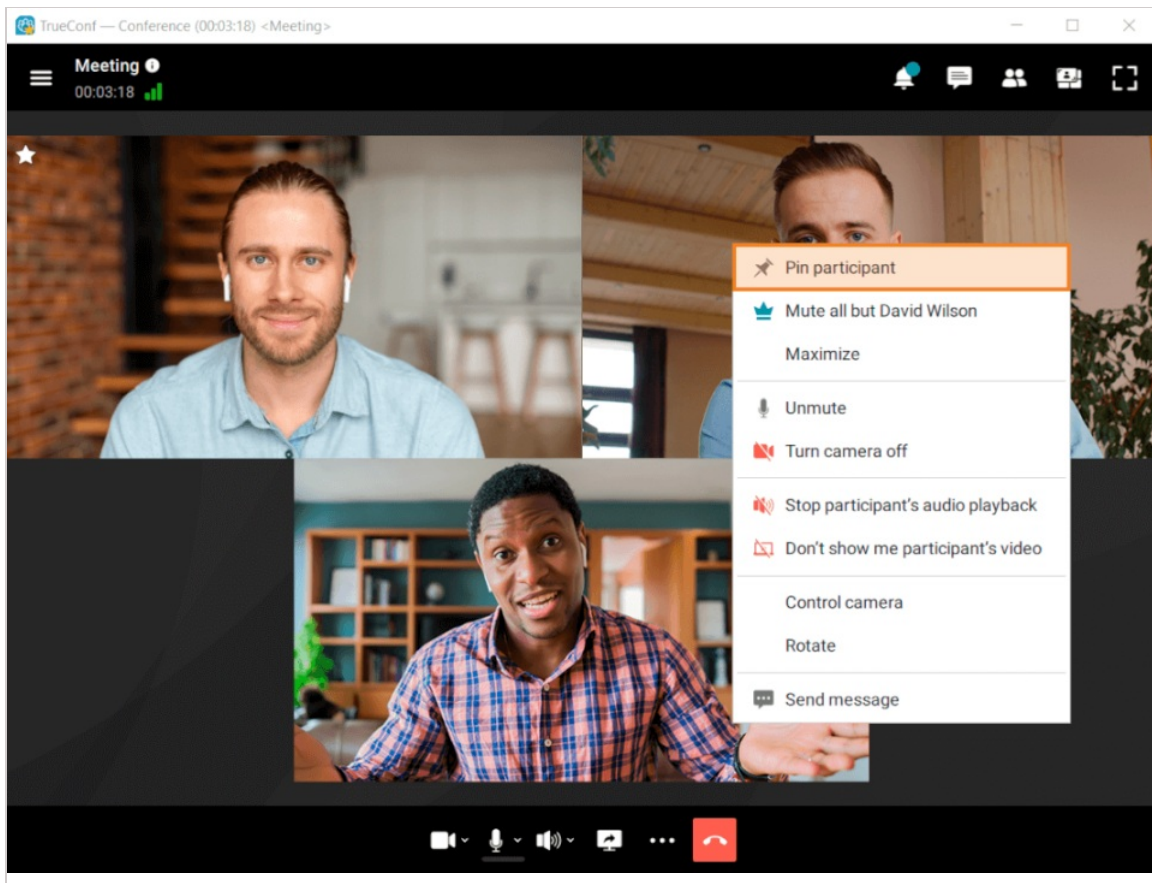 TrueConf — Conference (00:03:18) <Meeting>
Meeting
00:03:18
Pin participant
Mute all but David Wilson
Maximize
Unmute
Turn camera off
Stop participant’s audio playback
Don’t show me participant’s video
Control camera
Rotate
Send message